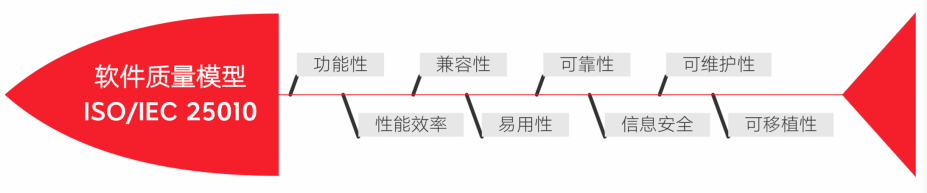 软件质量模型
ISO/IEC 25010
功能性
兼容性
可靠性
可维护性
性能效率
易用性
信息安全
可移植性